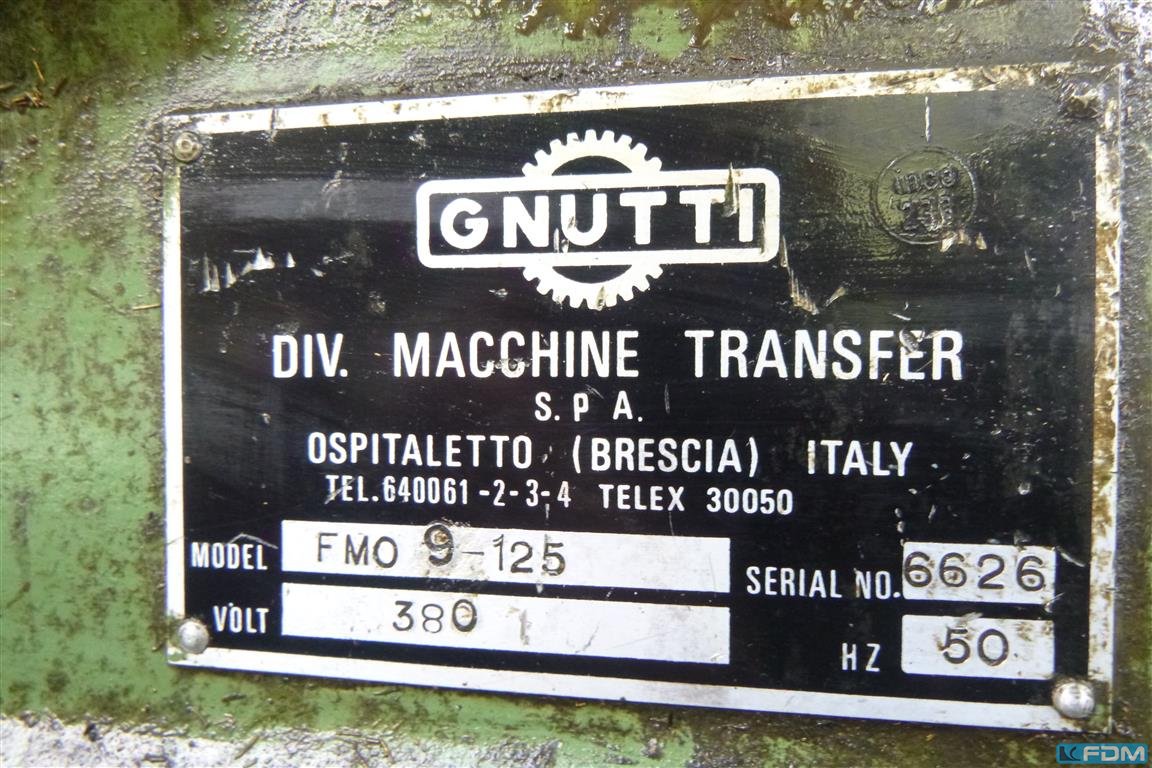 GNUTTI
inco
DIV. MACCHINE TRANSFER
S.P.A.
OSPITALETTO (BRESCIA) ITALY
TEL.640061-2-3-4 TELEX 30050
MODEL FMO 9-125
SERIAL NO. 6626
VOLT 380
HZ 50
FDM